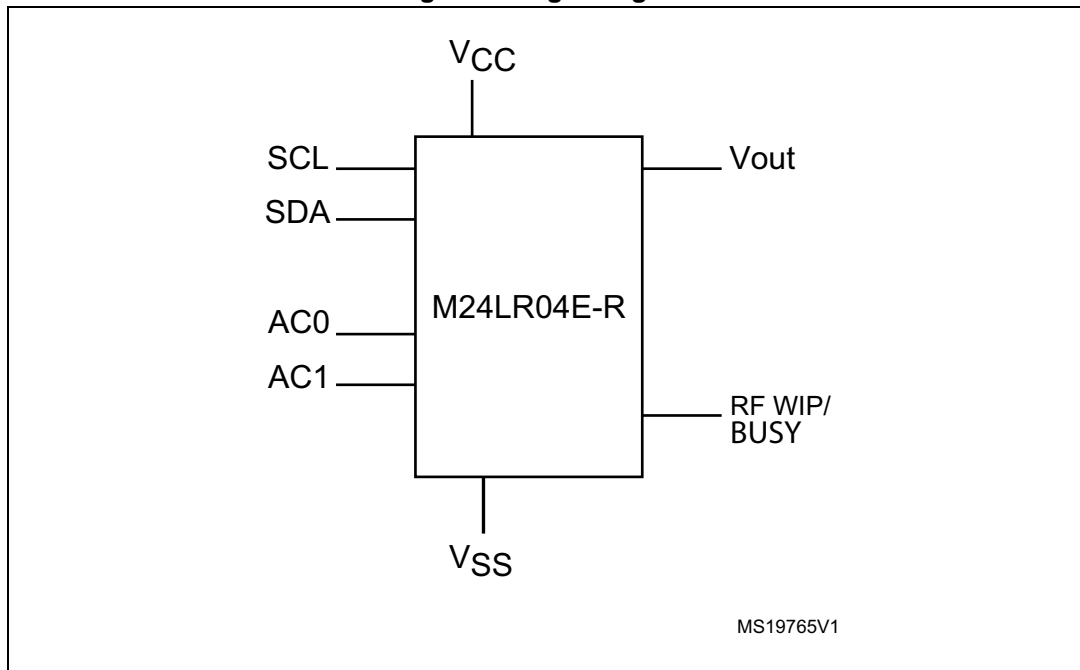 VCC
SCL
Vout
SDA
M24LR04E-R
AC0
AC1
RF WIP/
BUSY
VSS
MS19765V1